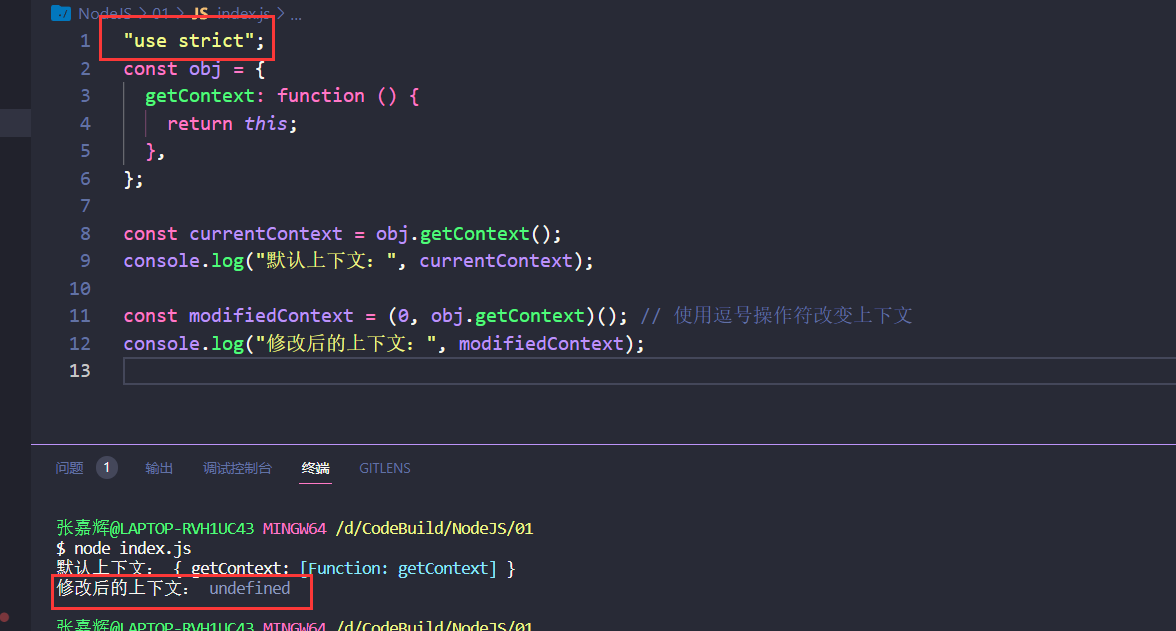 NodeJS > 01 > JS index.js > ...
1 "use strict";
2 const obj = {
3 getContext: function () {
4 return this;
5 },
6 };
7
8 const currentContext = obj.getContext();
9 console.log("默认上下文：", currentContext);
10
11 const modifiedContext = (0, obj.getContext)(); // 使用逗号操作符改变上下文
12 console.log("修改后的上下文：", modifiedContext);
13
问题 1 输出 调试控制台 终端 GITLENS
张嘉辉@LAPTOP-RVH1UC43 MINGW64 /d/CodeBuild/NodeJS/01
$ node index.js
默认上下文： { getContext: [Function: getContext] }
修改后的上下文： undefined
张嘉辉@LAPTOP-RVH1UC43 MINGW64 /d/CodeBuild/NodeJS/01